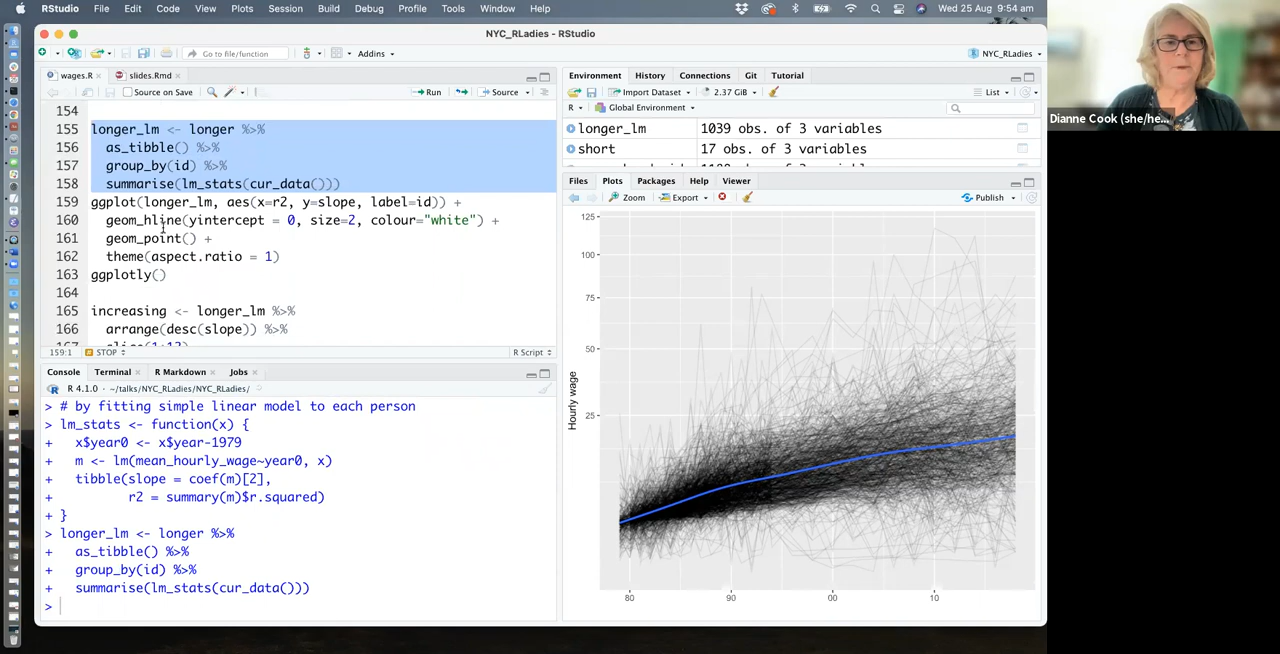 RStudio File Edit Code View Plots Session Build Debug Profile Tools Window Help Wed 25 Aug 9:54 am
NYC_RLadies - RStudio
Go to file/function Addins NYC_RLadies
wages.R slides.Rmd
Source on Save Run Source
154
155 longer_lm <- longer %>%
156 as_tibble() %>%
157 group_by(id) %>%
158 summarise(lm_stats(cur_data()))
159 ggplot(longer_lm, aes(x=r2, y=slope, label=id)) +
160 geom_hline(yintercept = 0, size=2, colour="white") +
161 geom_point() +
162 theme(aspect.ratio = 1)
163 ggplotly()
164
165 increasing <- longer_lm %>%
166 arrange(desc(slope)) %>%
159:1 STOP R Script
Console Terminal R Markdown Jobs
R 4.1.0 · ~/talks/NYC_RLadies/NYC_RLadies/
> # by fitting simple linear model to each person
> lm_stats <- function(x) {
+ x$year0 <- x$year-1979
+ m <- lm(mean_hourly_wage~year0, x)
+ tibble(slope = coef(m)[2],
+ r2 = summary(m)$r.squared)
+ }
> longer_lm <- longer %>%
+ as_tibble() %>%
+ group_by(id) %>%
+ summarise(lm_stats(cur_data()))
>
Environment History Connections Git Tutorial
Import Dataset 2.37 GiB List
R Global Environment
longer_lm 1039 obs. of 3 variables
short 17 obs. of 3 variables
Files Plots Packages Help Viewer
Zoom Export Publish
125
100
75
50
25
Hourly wage
80 90 00 10
Dianne Cook (she/he...